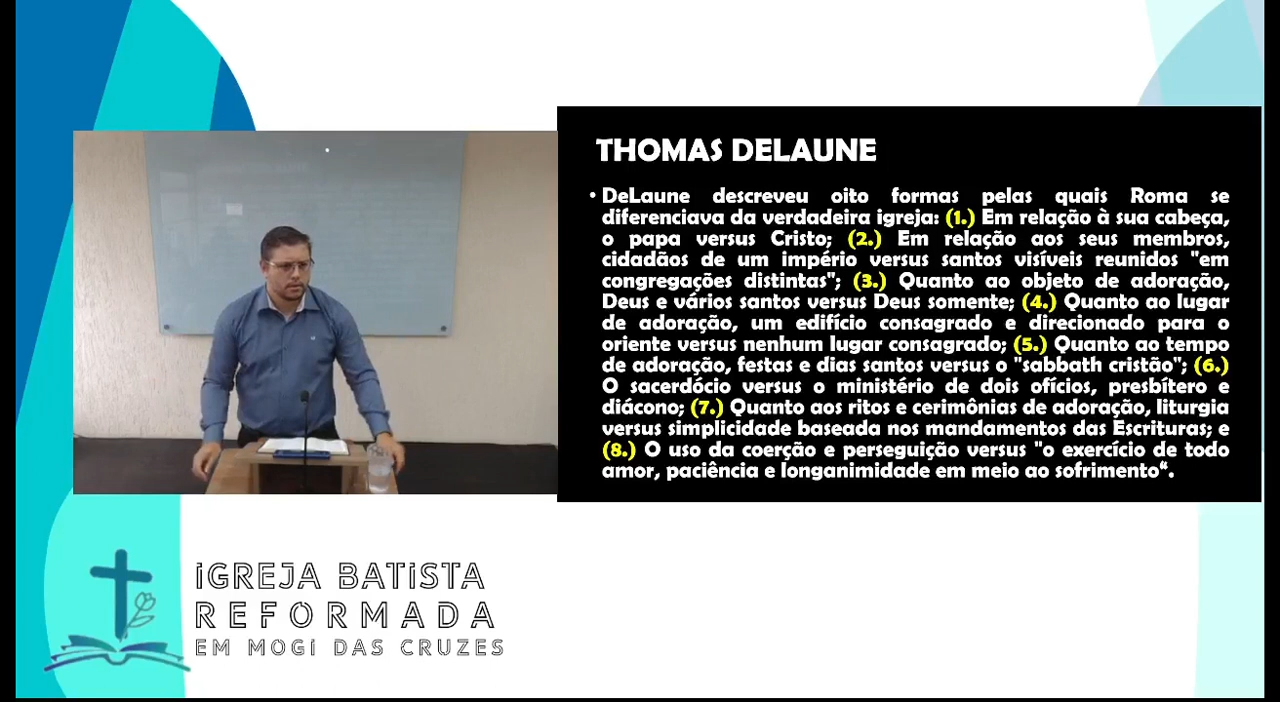 THOMAS DELAUNE
• DeLaune descreveu oito formas pelas quais Roma se
diferenciava da verdadeira igreja: (1.) Em relação à sua cabeça,
o papa versus Cristo; (2.) Em relação aos seus membros,
cidadãos de um império versus santos visíveis reunidos "em
congregações distintas"; (3.) Quanto ao objeto de adoração,
Deus e vários santos versus Deus somente; (4.) Quanto ao lugar
de adoração, um edifício consagrado e direcionado para o
oriente versus nenhum lugar consagrado; (5.) Quanto ao tempo
de adoração, festas e dias santos versus o "sabbath cristão"; (6.)
O sacerdócio versus o ministério de dois ofícios, presbítero e
diácono; (7.) Quanto aos ritos e cerimônias de adoração, liturgia
versus simplicidade baseada nos mandamentos das Escrituras; e
(8.) O uso da coerção e perseguição versus "o exercício de todo
amor, paciência e longanimidade em meio ao sofrimento“.
IGREJA BATISTA
REFORMADA
EM MOGI DAS CRUZES